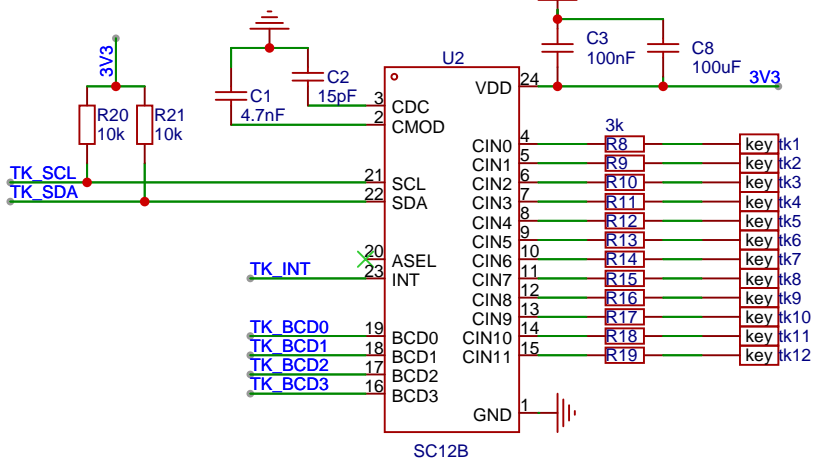 U2
SC12B
3V3
R20
10k
R21
10k
C1
4.7nF
C2
15pF
C3
100nF
C8
100uF
3V3
TK_SCL
TK_SDA
TK_INT
TK_BCD0
TK_BCD1
TK_BCD2
TK_BCD3
3 CDC
2 CMOD
21 SCL
22 SDA
20 ASEL
23 INT
19 BCD0
18 BCD1
17 BCD2
16 BCD3
VDD 24
3k
CIN0 4 R8 key tk1
CIN1 5 R9 key tk2
CIN2 6 R10 key tk3
CIN3 7 R11 key tk4
CIN4 8 R12 key tk5
CIN5 9 R13 key tk6
CIN6 10 R14 key tk7
CIN7 11 R15 key tk8
CIN8 12 R16 key tk9
CIN9 13 R17 key tk10
CIN10 14 R18 key tk11
CIN11 15 R19 key tk12
GND 1